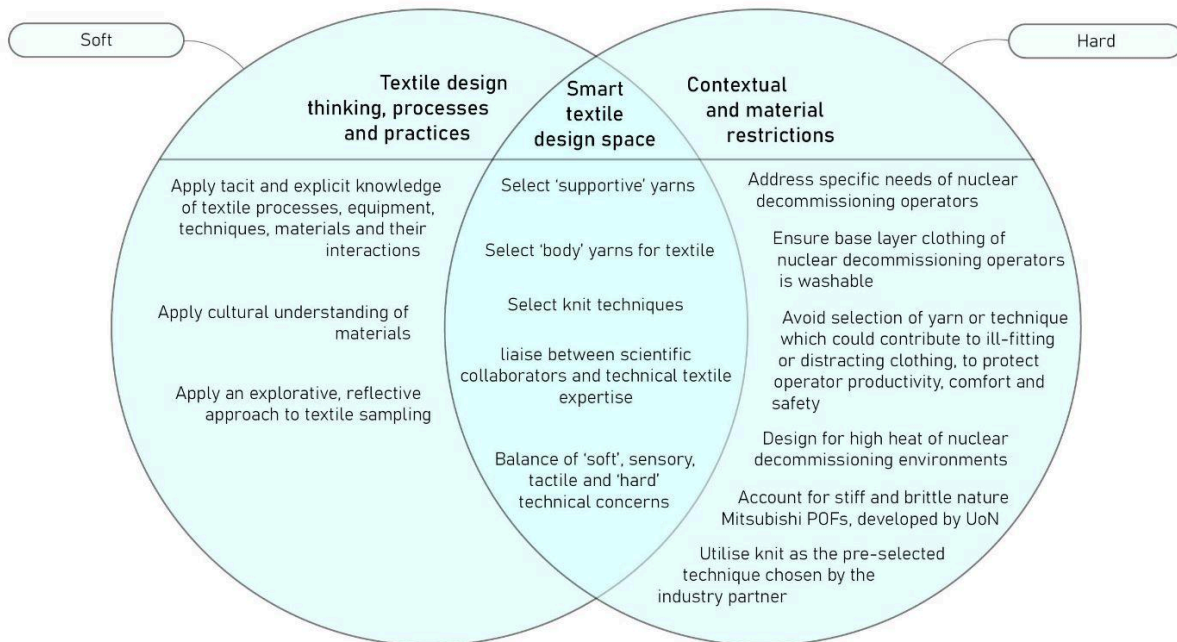 Soft
Hard
Textile design
thinking, processes
and practices
Smart
textile
design space
Contextual
and material
restrictions
Apply tacit and explicit knowledge
of textile processes, equipment,
techniques, materials and their
interactions
Apply cultural understanding of
materials
Apply an explorative, reflective
approach to textile sampling
Select ‘supportive’ yarns
Select ‘body’ yarns for textile
Select knit techniques
liaise between scientific
collaborators and technical textile
expertise
Balance of ‘soft’, sensory,
tactile and ‘hard’
technical concerns
Address specific needs of nuclear
decommissioning operators
Ensure base layer clothing of
nuclear decommissioning operators
is washable
Avoid selection of yarn or technique
which could contribute to ill-fitting
or distracting clothing, to protect
operator productivity, comfort and
safety
Design for high heat of nuclear
decommissioning environments
Account for stiff and brittle nature
Mitsubishi POFs, developed by UoN
Utilise knit as the pre-selected
technique chosen by the
industry partner